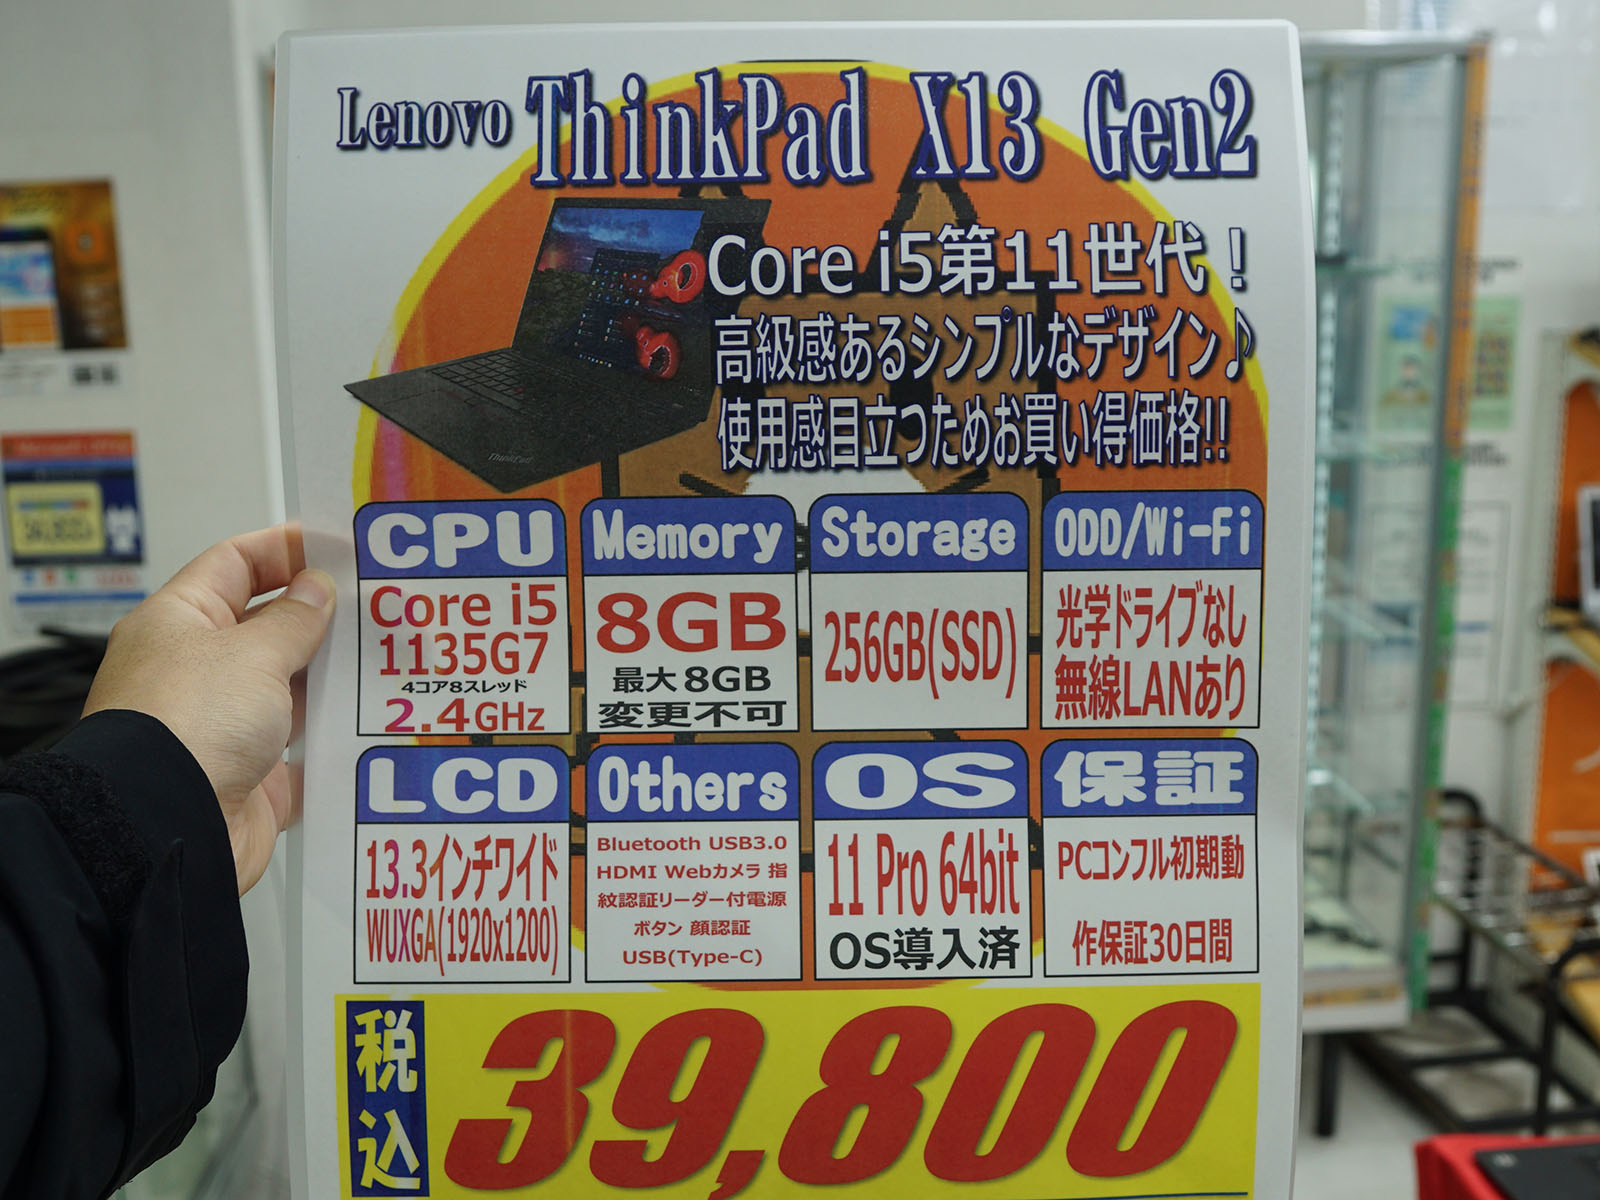 Lenovo ThinkPad X13 Gen2
Core i5第11世代！
高級感あるシンプルなデザイン♪
使用感目立つためお買い得価格!!
ThinkPad
CPU
Core i5
1135G7
4コア8スレッド
2.4GHz
Memory
8GB
最大8GB
変更不可
Storage
256GB(SSD)
ODD/Wi-Fi
光学ドライブなし
無線LANあり
LCD
13.3インチワイド
WUXGA(1920x1200)
Others
Bluetooth USB3.0
HDMI Webカメラ 指
紋認証リーダー付電源
ボタン 顔認証
USB(Type-C)
OS
11 Pro 64bit
OS導入済
保証
PCコンフル初期動
作保証30日間
税込
39,800